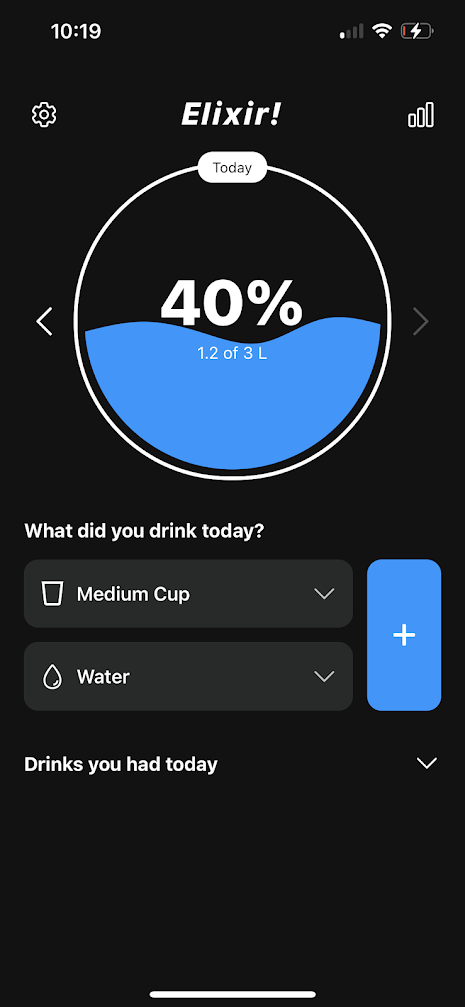 10:19
Elixir!
Today
40%
1.2 of 3 L
What did you drink today?
Medium Cup
+
Water
Drinks you had today